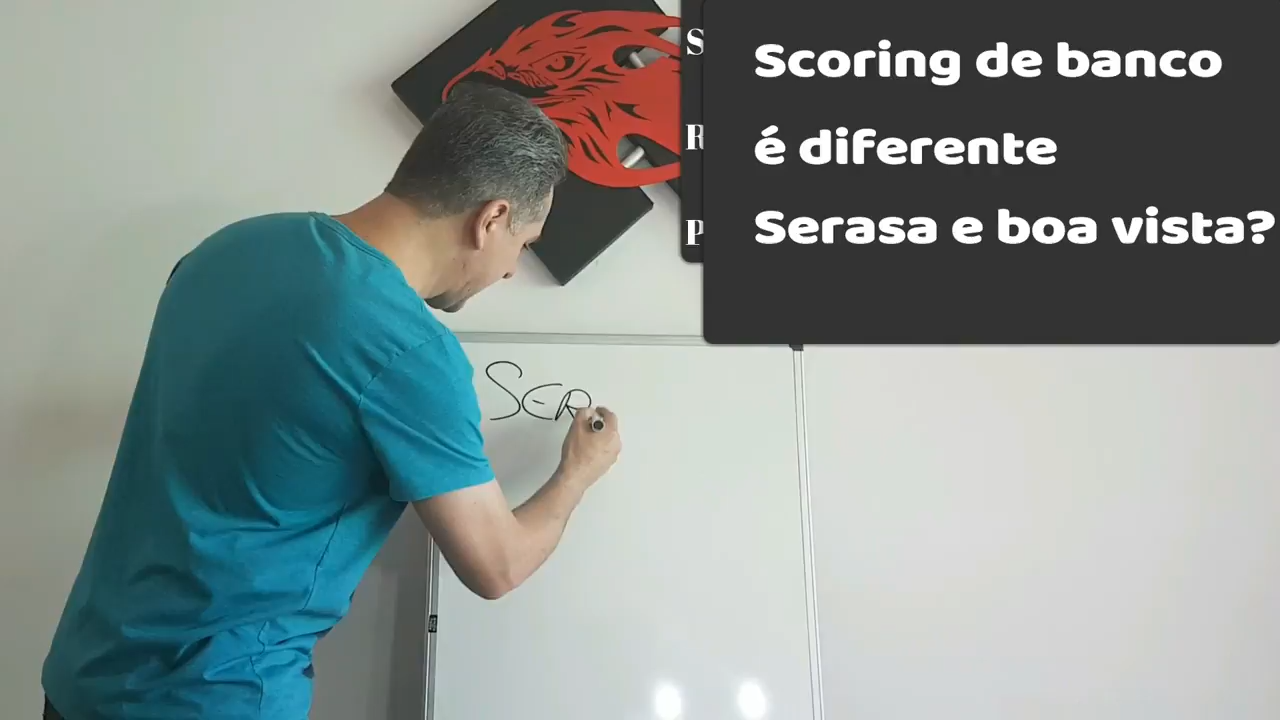 Scoring de banco
é diferente
Serasa e boa vista?
S
R
P
SER